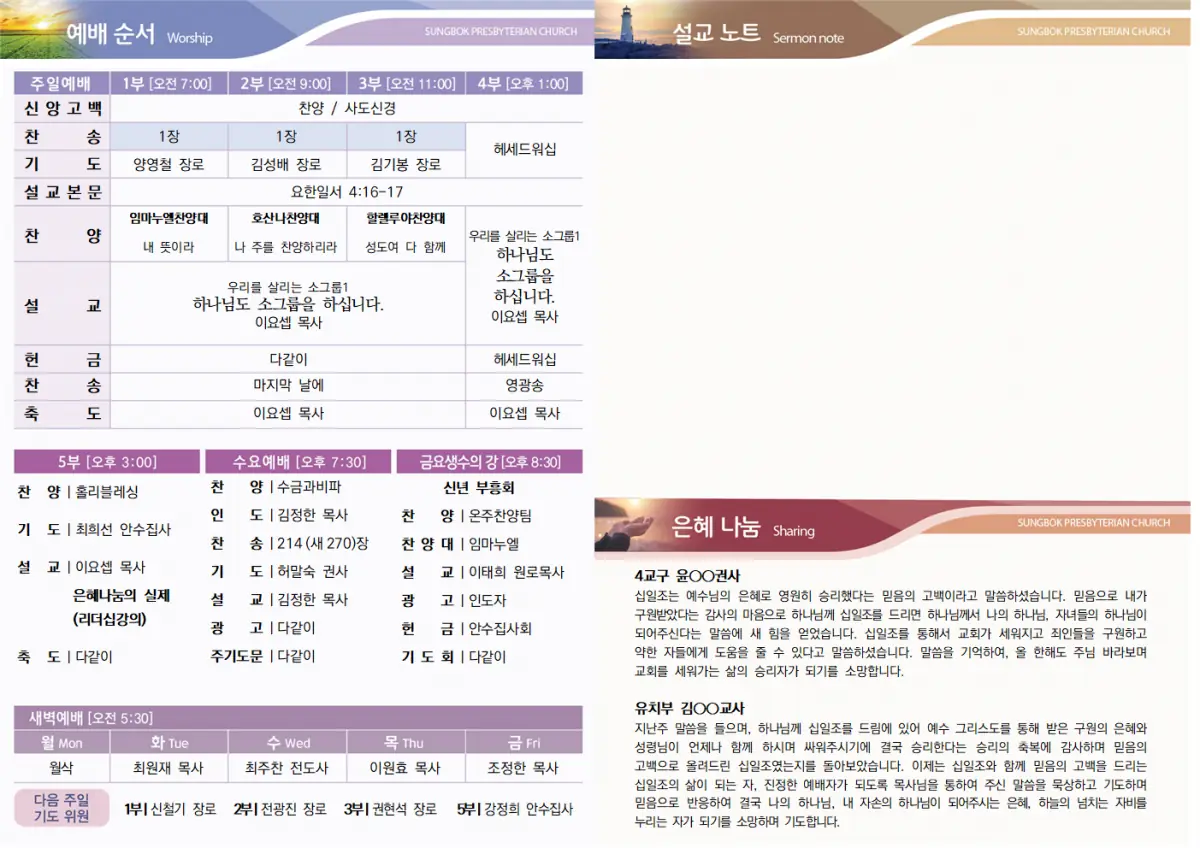 예배 순서 Worship
SUNGBOK PRESBYTERIAN CHURCH
주일예배 1부 [오전 7:00] 2부 [오전 9:00] 3부 [오전 11:00] 4부 [오후 1:00]
신 앙 고 백 찬양 / 사도신경
찬 송 1장 1장 1장
헤세드워십
기 도 양영철 장로 김성배 장로 김기봉 장로
설 교 본 문 요한일서 4:16-17
찬 양
임마누엘찬양대 호산나찬양대 할렐루야찬양대
내 뜻이라 나 주를 찬양하리라 성도여 다 함께
우리를 살리는 소그룹1
하나님도
소그룹을
하십니다.
이요셉 목사
설 교
우리를 살리는 소그룹1
하나님도 소그룹을 하십니다.
이요셉 목사
헌 금 다같이 헤세드워십
찬 송 마지막 날에 영광송
축 도 이요셉 목사 이요셉 목사
5부 [오후 3:00]
찬 양 | 홀리블레싱
기 도 | 최희선 안수집사
설 교 | 이요셉 목사
은혜나눔의 실제
(리더십강의)
축 도 | 다같이
수요예배 [오후 7:30]
찬 양 | 수금과비파
인 도 | 김정한 목사
찬 송 | 214 (새 270)장
기 도 | 허말숙 권사
설 교 | 김정한 목사
광 고 | 다같이
주기도문 | 다같이
금요생수의 강 [오후 8:30]
신년 부흥회
찬 양 | 온주찬양팀
찬 양 대 | 임마누엘
설 교 | 이태희 원로목사
광 고 | 인도자
헌 금 | 안수집사회
기 도 회 | 다같이
새벽예배 [오전 5:30]
월 Mon 화 Tue 수 Wed 목 Thu 금 Fri
월삭 최원재 목사 최주찬 전도사 이원효 목사 조정한 목사
다음 주일
기도 위원
1부 | 신철기 장로 2부 | 전광진 장로 3부 | 권현석 장로 5부 | 강정희 안수집사
설교 노트 Sermon note
SUNGBOK PRESBYTERIAN CHURCH
은혜 나눔 Sharing
SUNGBOK PRESBYTERIAN CHURCH
4교구 윤○○권사
십일조는 예수님의 은혜로 영원히 승리했다는 믿음의 고백이라고 말씀하셨습니다. 믿음으로 내가
구원받았다는 감사의 마음으로 하나님께 십일조를 드리면 하나님께서 나의 하나님, 자녀들의 하나님이
되어주신다는 말씀에 새 힘을 얻었습니다. 십일조를 통해서 교회가 세워지고 죄인들을 구원하고
약한 자들에게 도움을 줄 수 있다고 말씀하셨습니다. 말씀을 기억하여, 올 한해도 주님 바라보며
교회를 세워가는 삶의 승리자가 되기를 소망합니다.
유치부 김○○교사
지난주 말씀을 들으며, 하나님께 십일조를 드림에 있어 예수 그리스도를 통해 받은 구원의 은혜와
성령님이 언제나 함께 하시며 싸워주시기에 결국 승리한다는 승리의 축복에 감사하며 믿음의
고백으로 올려드린 십일조였는지를 돌아보았습니다. 이제는 십일조와 함께 믿음의 고백을 드리는
십일조의 삶이 되는 자, 진정한 예배자가 되도록 목사님을 통하여 주신 말씀을 묵상하고 기도하며
믿음으로 반응하여 결국 나의 하나님, 내 자손의 하나님이 되어주시는 은혜, 하늘의 넘치는 자비를
누리는 자가 되기를 소망하며 기도합니다.